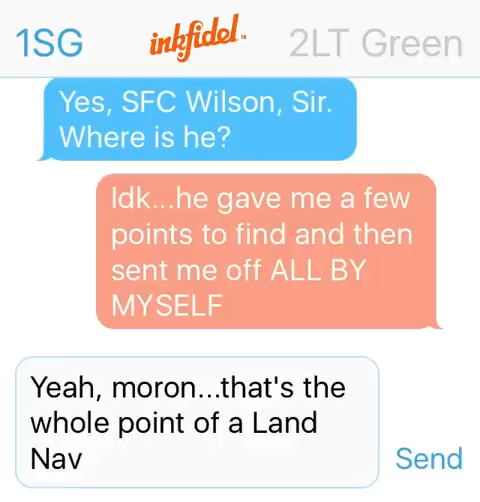 1SG inkfidel 2LT Green
Yes, SFC Wilson, Sir.
Where is he?
Idk...he gave me a few
points to find and then
sent me off ALL BY
MYSELF
Yeah, moron...that's the
whole point of a Land
Nav
Send